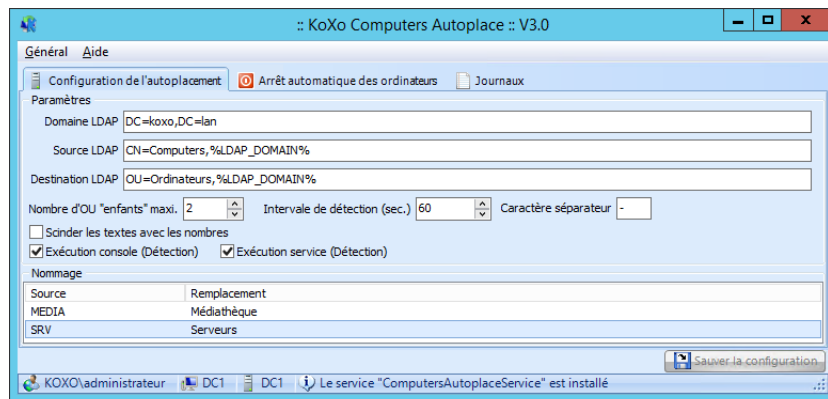 :: KoXo Computers Autoplace :: V3.0
Général Aide
Configuration de l'autoplacement Arrêt automatique des ordinateurs Journaux
Paramètres
Domaine LDAP DC=koxo,DC=lan
Source LDAP CN=Computers,%LDAP_DOMAIN%
Destination LDAP OU=Ordinateurs,%LDAP_DOMAIN%
Nombre d'OU "enfants" maxi. 2 Intervale de détection (sec.) 60 Caractère séparateur -
Scinder les textes avec les nombres
Exécution console (Détection) Exécution service (Détection)
Nommage
Source Remplacement
MEDIA Médiathèque
SRV Serveurs
Sauver la configuration
KOXO\administrateur DC1 DC1 Le service "ComputersAutoplaceService" est installé